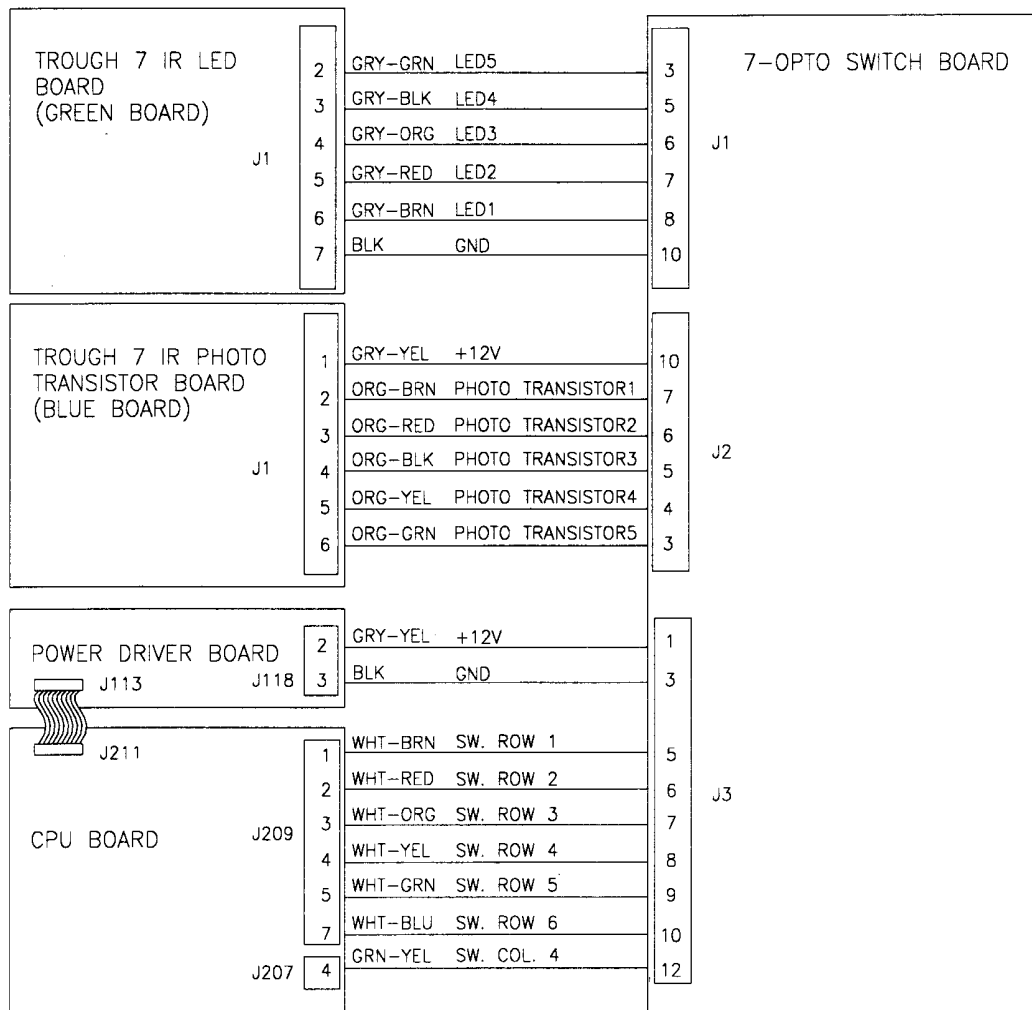 TROUGH 7 IR LED
BOARD
(GREEN BOARD)
J1
2 GRY-GRN LED5 3
3 GRY-BLK LED4 5
4 GRY-ORG LED3 6
5 GRY-RED LED2 7
6 GRY-BRN LED1 8
7 BLK GND 10
7-OPTO SWITCH BOARD
J1
TROUGH 7 IR PHOTO
TRANSISTOR BOARD
(BLUE BOARD)
J1
1 GRY-YEL +12V 10
2 ORG-BRN PHOTO TRANSISTOR1 7
3 ORG-RED PHOTO TRANSISTOR2 6
4 ORG-BLK PHOTO TRANSISTOR3 5
5 ORG-YEL PHOTO TRANSISTOR4 4
6 ORG-GRN PHOTO TRANSISTOR5 3
J2
POWER DRIVER BOARD
J113
J118
2 GRY-YEL +12V 1
3 BLK GND 3
J211
CPU BOARD
J209
1 WHT-BRN SW. ROW 1 5
2 WHT-RED SW. ROW 2 6
3 WHT-ORG SW. ROW 3 7
4 WHT-YEL SW. ROW 4 8
5 WHT-GRN SW. ROW 5 9
7 WHT-BLU SW. ROW 6 10
J207
4 GRN-YEL SW. COL. 4 12
J3